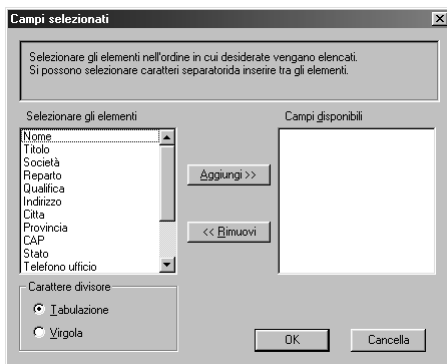 Campi selezionati
Selezionare gli elementi nell'ordine in cui desiderate vengano elencati.
Si possono selezionare caratteri separatorida inserire tra gli elementi.
Selezionare gli elementi
Campi disponibili
Nome
Titolo
Società
Reparto
Qualifica
Indirizzo
Citta
Provincia
CAP
Stato
Telefono ufficio
Aggiungi >>
<< Rimuovi
Carattere divisore
Tabulazione
Virgola
OK
Cancella